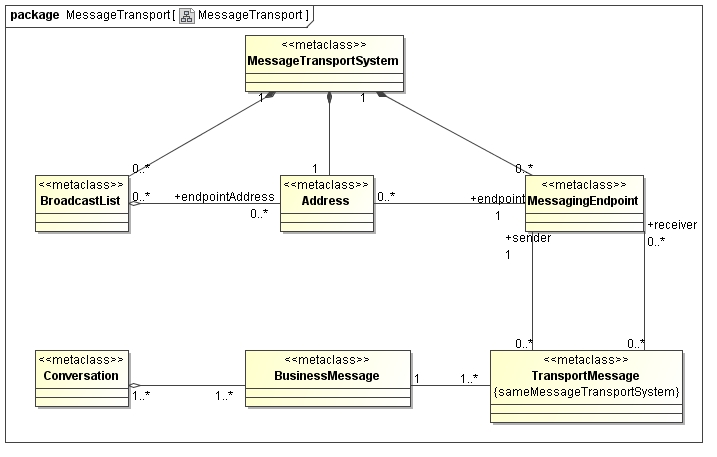 package MessageTransport[ MessageTransport ]
<<metaclass>>
MessageTransportSystem
1
1
0..*
1
0..*
<<metaclass>>
BroadcastList
0..*
+endpointAddress
0..*
<<metaclass>>
Address
0..*
+endpoint
1
<<metaclass>>
MessagingEndpoint
+sender
1
+receiver
0..*
0..*
0..*
<<metaclass>>
Conversation
1..*
1..*
<<metaclass>>
BusinessMessage
1
1..*
<<metaclass>>
TransportMessage
{sameMessageTransportSystem}